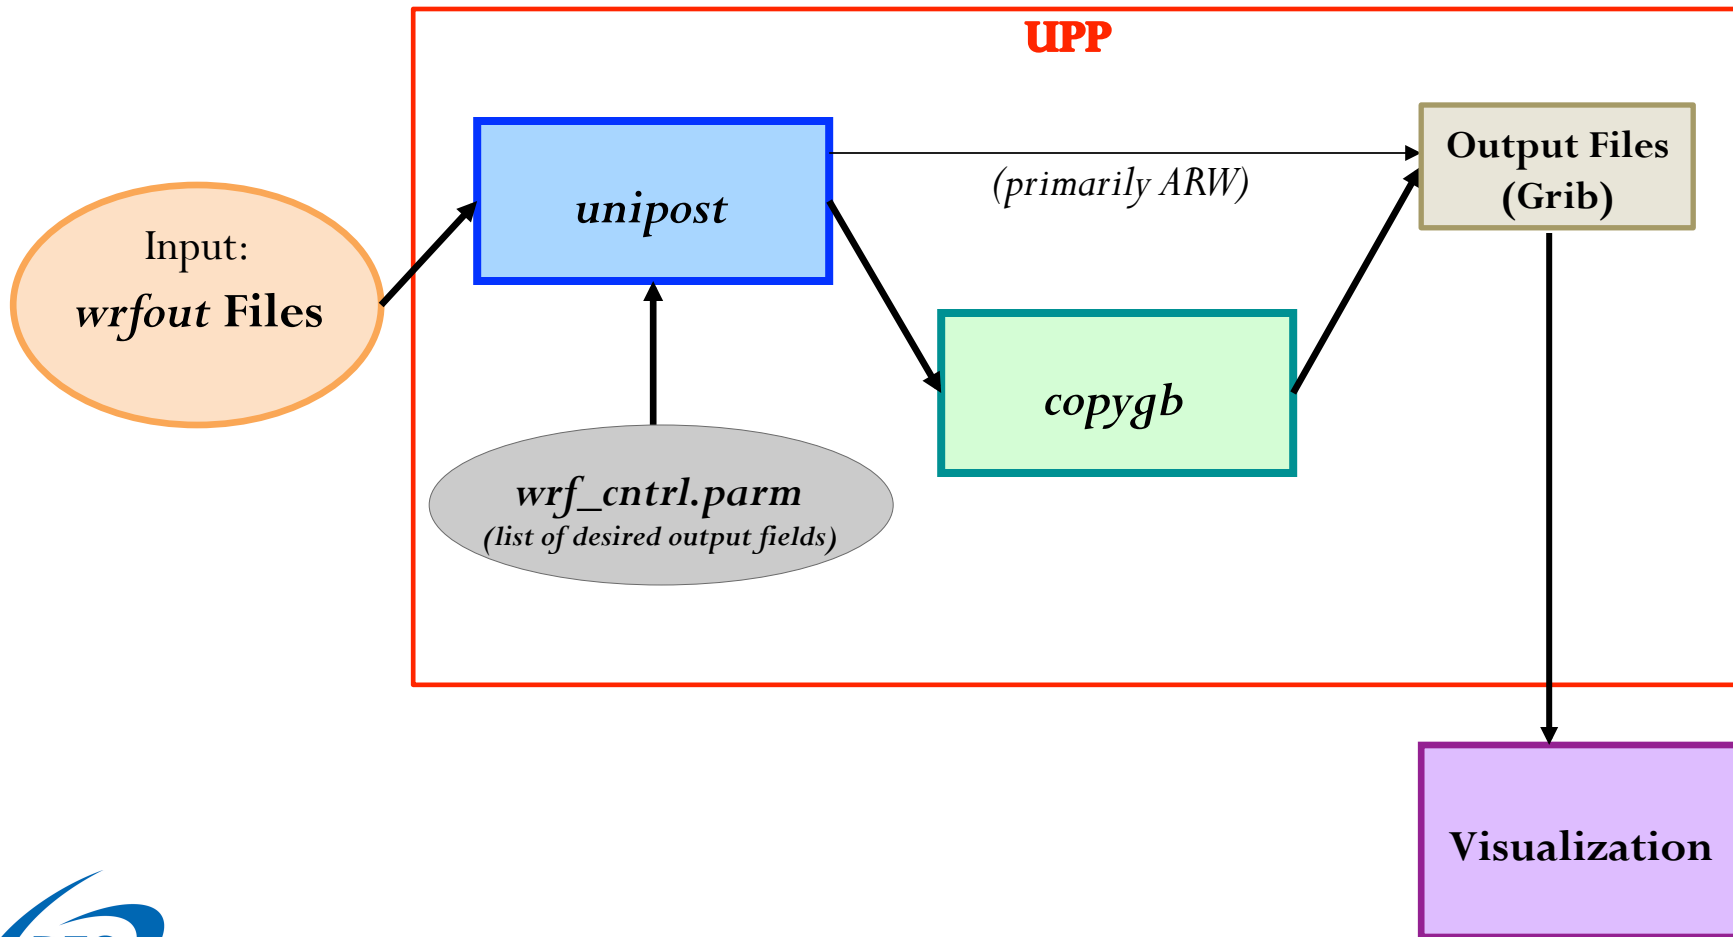 UPP
Input:
wrfout Files
unipost
(primarily ARW)
Output Files
(Grib)
copygb
wrf_cntrl.parm
(list of desired output fields)
Visualization